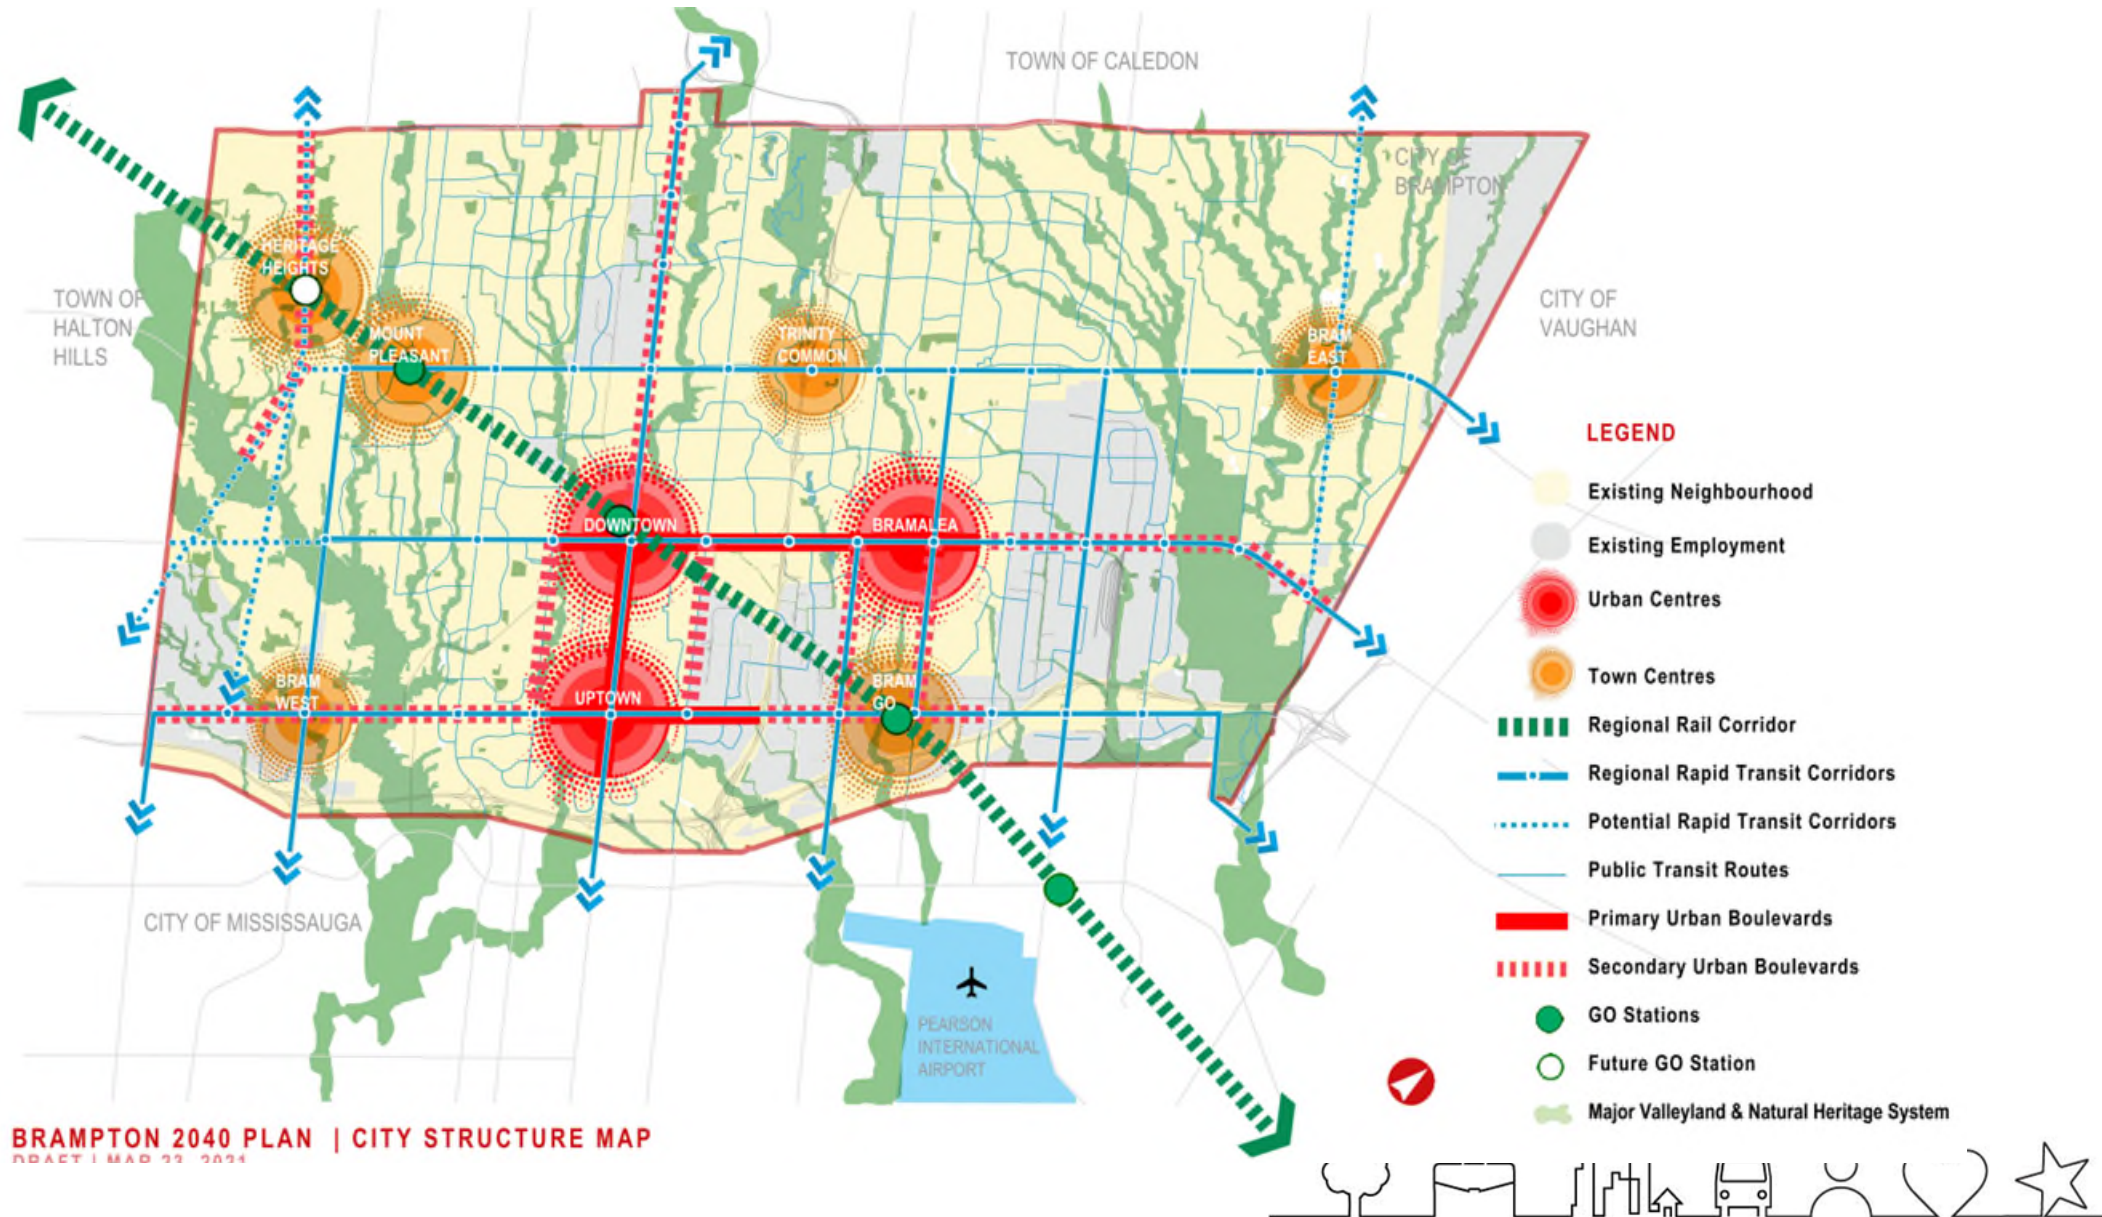 TOWN OF CALEDON
CITY OF
BRAMPTON
HERITAGE
HEIGHTS
TOWN OF
HALTON
HILLS
MOUNT
PLEASANT
TRINITY
COMMON
BRAM
EAST
CITY OF
VAUGHAN
DOWNTOWN
BRAMALEA
BRAM
WEST
UPTOWN
BRAM
GO
CITY OF MISSISSAUGA
PEARSON
INTERNATIONAL
AIRPORT
LEGEND
Existing Neighbourhood
Existing Employment
Urban Centres
Town Centres
Regional Rail Corridor
Regional Rapid Transit Corridors
Potential Rapid Transit Corridors
Public Transit Routes
Primary Urban Boulevards
Secondary Urban Boulevards
GO Stations
Future GO Station
Major Valleyland & Natural Heritage System
BRAMPTON 2040 PLAN | CITY STRUCTURE MAP
DRAFT | MAR 23, 2021